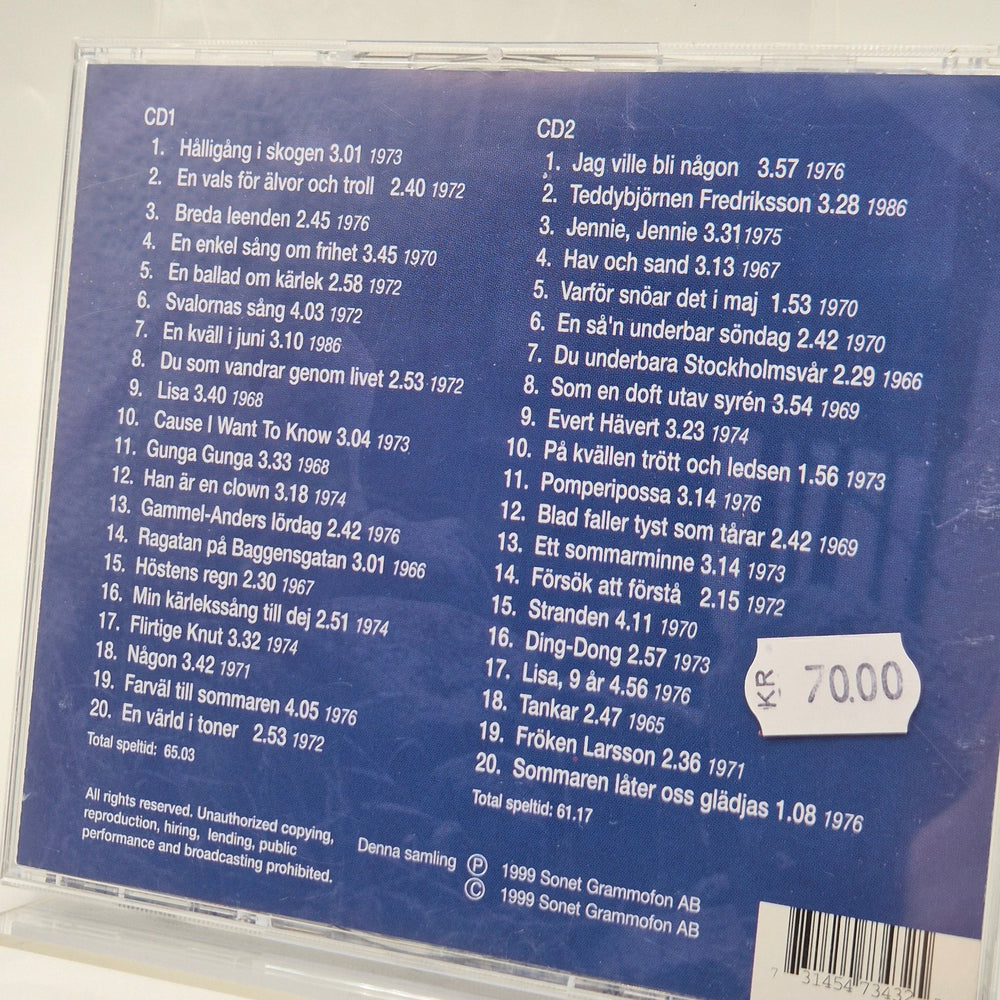 CD1
1. Hålligång i skogen 3.01 1973
2. En vals för älvor och troll 2.40 1972
3. Breda leenden 2.45 1976
4. En enkel sång om frihet 3.45 1970
5. En ballad om kärlek 2.58 1972
6. Svalornas sång 4.03 1972
7. En kväll i juni 3.10 1986
8. Du som vandrar genom livet 2.53 1972
9. Lisa 3.40 1968
10. Cause I Want To Know 3.04 1973
11. Gunga Gunga 3.33 1968
12. Han är en clown 3.18 1974
13. Gammel-Anders lördag 2.42 1976
14. Ragatan på Baggensgatan 3.01 1966
15. Höstens regn 2.30 1967
16. Min kärlekssång till dej 2.51 1974
17. Flirtige Knut 3.32 1974
18. Någon 3.42 1971
19. Farväl till sommaren 4.05 1976
20. En värld i toner 2.53 1972
Total speltid: 65.03
CD2
1. Jag ville bli någon 3.57 1976
2. Teddybjörnen Fredriksson 3.28 1986
3. Jennie, Jennie 3.31 1975
4. Hav och sand 3.13 1967
5. Varför snöar det i maj 1.53 1970
6. En så'n underbar söndag 2.42 1970
7. Du underbara Stockholmsvår 2.29 1966
8. Som en doft utav syrén 3.54 1969
9. Evert Hävert 3.23 1974
10. På kvällen trött och ledsen 1.56 1973
11. Pomperipossa 3.14 1976
12. Blad faller tyst som tårar 2.42 1969
13. Ett sommarminne 3.14 1973
14. Försök att förstå 2.15 1972
15. Stranden 4.11 1970
16. Ding-Dong 2.57 1973
17. Lisa, 9 år 4.56 1976
18. Tankar 2.47 1965
19. Fröken Larsson 2.36 1971
20. Sommaren låter oss glädjas 1.08 1976
Total speltid: 61.17
KR 70.00
All rights reserved. Unauthorized copying,
reproduction, hiring, lending, public
performance and broadcasting prohibited.
Denna samling ℗ 1999 Sonet Grammofon AB
© 1999 Sonet Grammofon AB
7 31454 73432